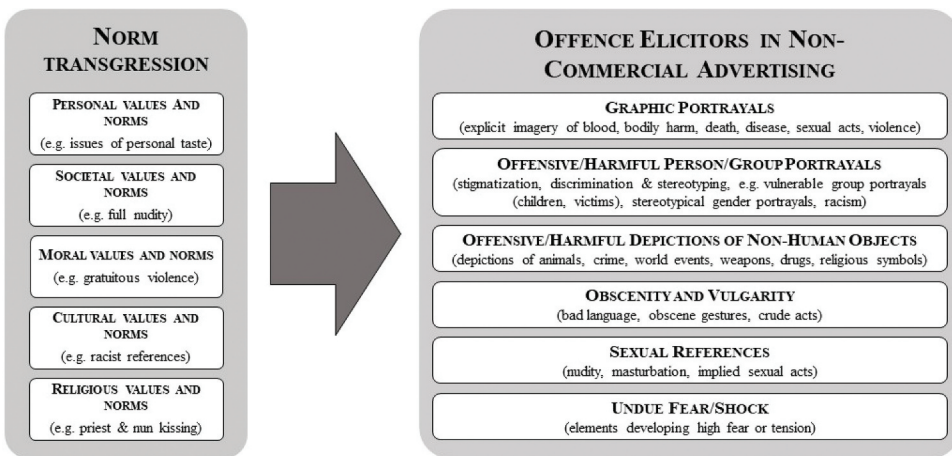 NORM
TRANSGRESSION
PERSONAL VALUES AND
NORMS
(e.g. issues of personal taste)
SOCIETAL VALUES AND
NORMS
(e.g. full nudity)
MORAL VALUES AND NORMS
(e.g. gratuitous violence)
CULTURAL VALUES AND
NORMS
(e.g. racist references)
RELIGIOUS VALUES AND
NORMS
(e.g. priest & nun kissing)
OFFENCE ELICITORS IN NON-
COMMERCIAL ADVERTISING
GRAPHIC PORTRAYALS
(explicit imagery of blood, bodily harm, death, disease, sexual acts, violence)
OFFENSIVE/HARMFUL PERSON/GROUP PORTRAYALS
(stigmatization, discrimination & stereotyping, e.g. vulnerable group portrayals
(children, victims), stereotypical gender portrayals, racism)
OFFENSIVE/HARMFUL DEPICTIONS OF NON-HUMAN OBJECTS
(depictions of animals, crime, world events, weapons, drugs, religious symbols)
OBSCENITY AND VULGARITY
(bad language, obscene gestures, crude acts)
SEXUAL REFERENCES
(nudity, masturbation, implied sexual acts)
UNDUE FEAR/SHOCK
(elements developing high fear or tension)